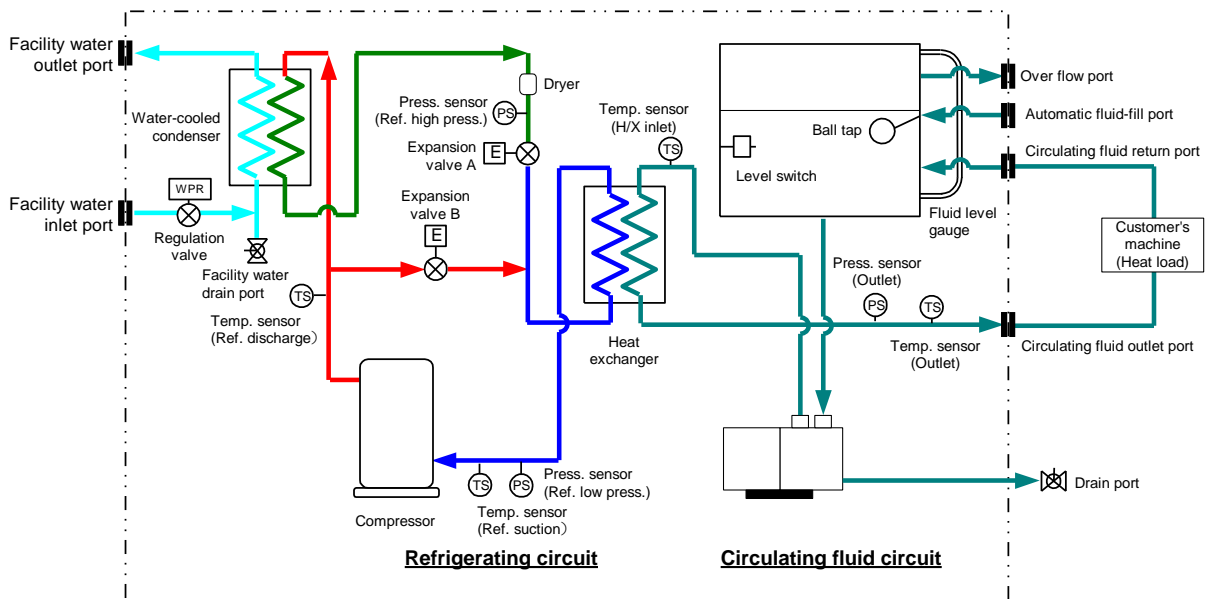 Facility water
outlet port
Water-cooled
condenser
Facility water
inlet port
WPR
Regulation
valve
Facility water
drain port
TS
Temp. sensor
(Ref. discharge)
Compressor
Dryer
Press. sensor
(Ref. high press.)
PS
Expansion
valve A
E
Expansion
valve B
E
Temp. sensor
(H/X inlet)
TS
Heat
exchanger
TS
PS
Press. sensor
(Ref. low press.)
Temp. sensor
(Ref. suction)
Refrigerating circuit
Level switch
Ball tap
Fluid level
gauge
Press. sensor
(Outlet)
PS
TS
Temp. sensor
(Outlet)
Circulating fluid circuit
Over flow port
Automatic fluid-fill port
Circulating fluid return port
Customer's
machine
(Heat load)
Circulating fluid outlet port
Drain port